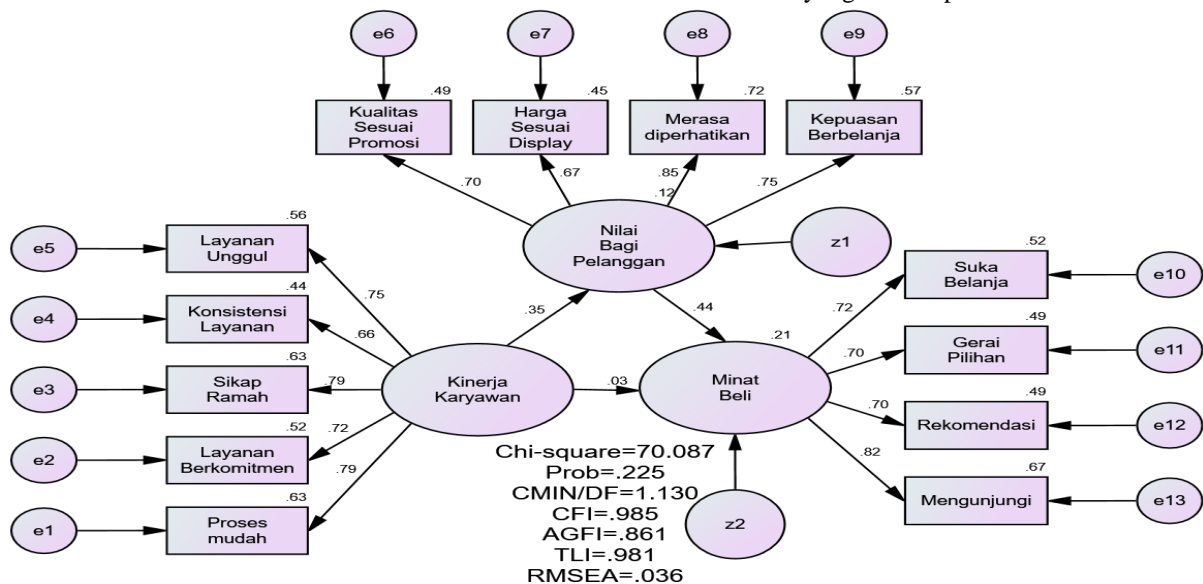 e6
e7
e8
e9
.49
.45
.72
.57
Kualitas
Sesuai
Promosi
Harga
Sesuai
Display
Merasa
diperhatikan
Kepuasan
Berbelanja
.70
.67
.85
.75
.12
Nilai
Bagi
Pelanggan
z1
e5
.56
Layanan
Unggul
.75
e4
.44
Konsistensi
Layanan
.66
e3
.63
Sikap
Ramah
.79
e2
.52
Layanan
Berkomitmen
.72
e1
.63
Proses
mudah
.79
Kinerja
Karyawan
.35
.44
.03
.21
Minat
Beli
z2
.72
.52
Suka
Belanja
e10
.70
.49
Gerai
Pilihan
e11
.70
.49
Rekomendasi
e12
.82
.67
Mengunjungi
e13
Chi-square=70.087
Prob=.225
CMIN/DF=1.130
CFI=.985
AGFI=.861
TLI=.981
RMSEA=.036